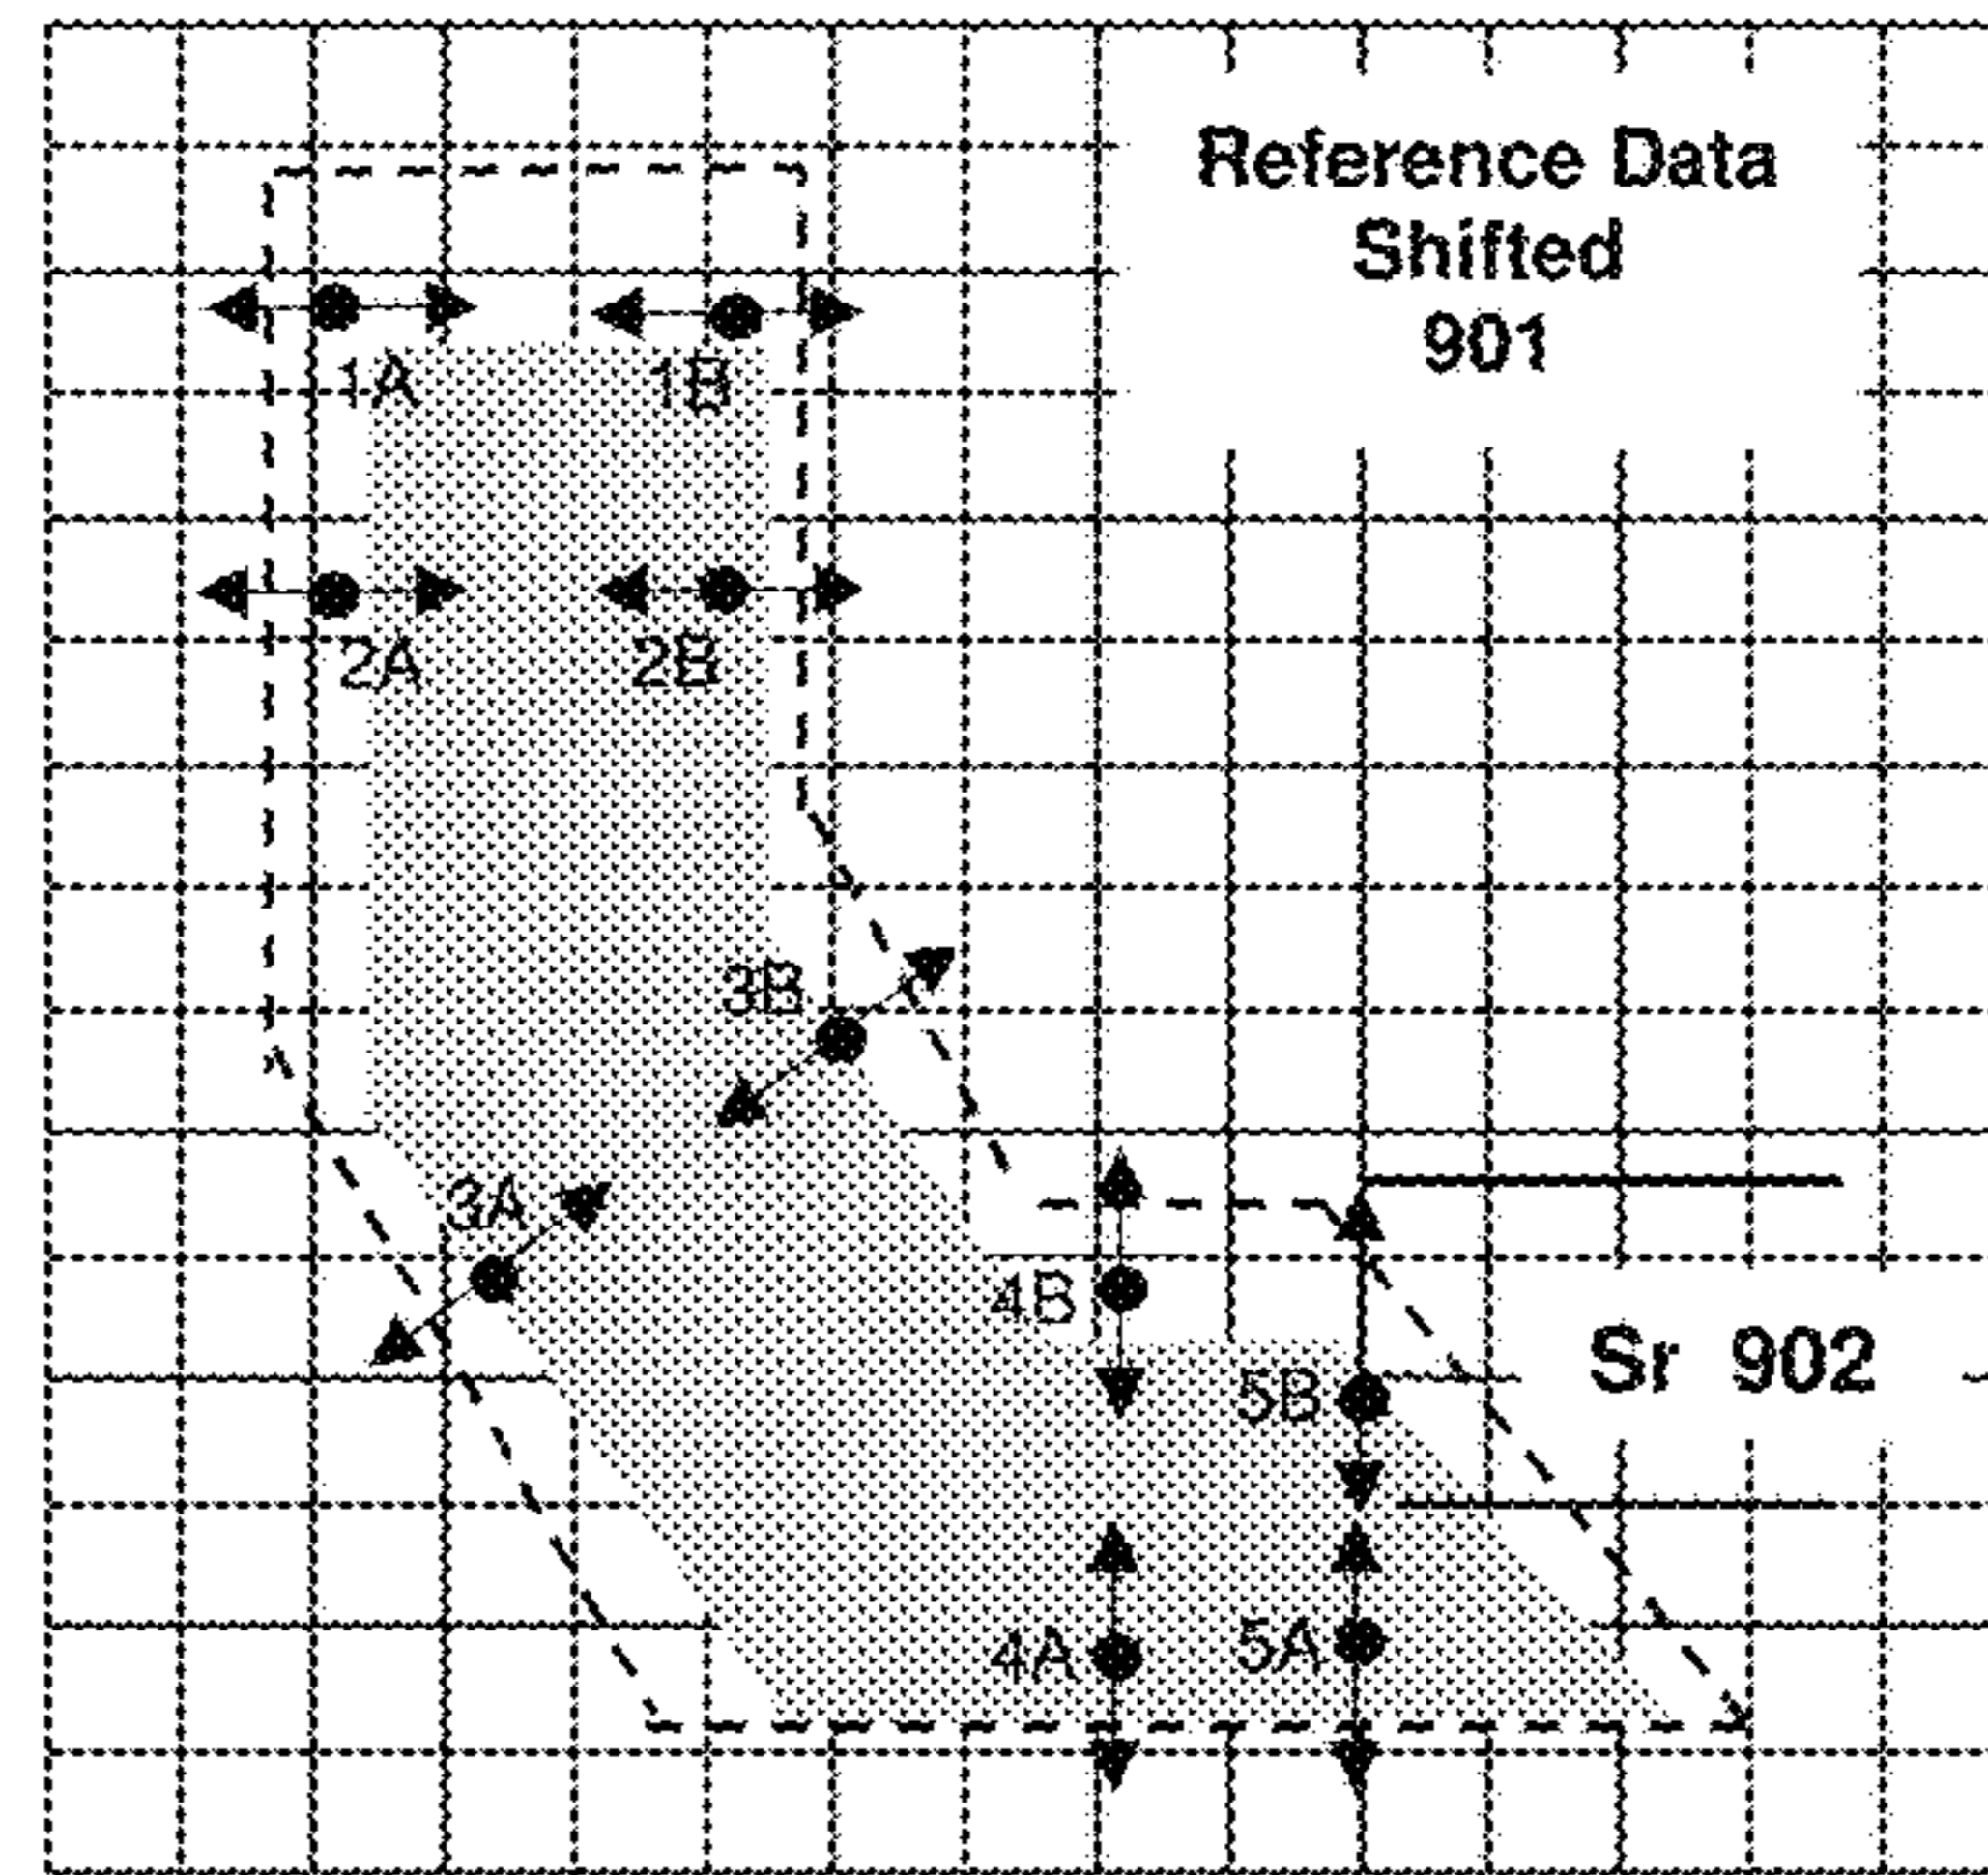 Reference Data
Shifted
901
1A 1B
2A 2B
3B
3A
4B
Sr 902
5B
4A 5A